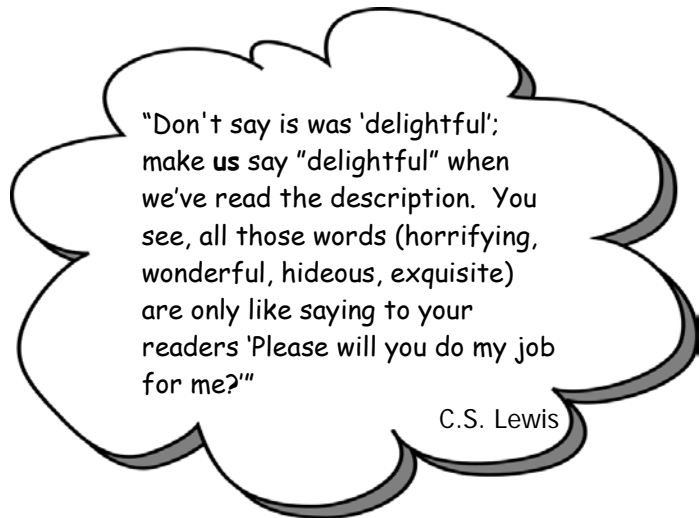 “Don't say is was ‘delightful’;
make us say "delightful" when
we’ve read the description.  You
see, all those words (horrifying,
wonderful, hideous, exquisite)
are only like saying to your
readers ‘Please will you do my job
for me?’”
C.S. Lewis